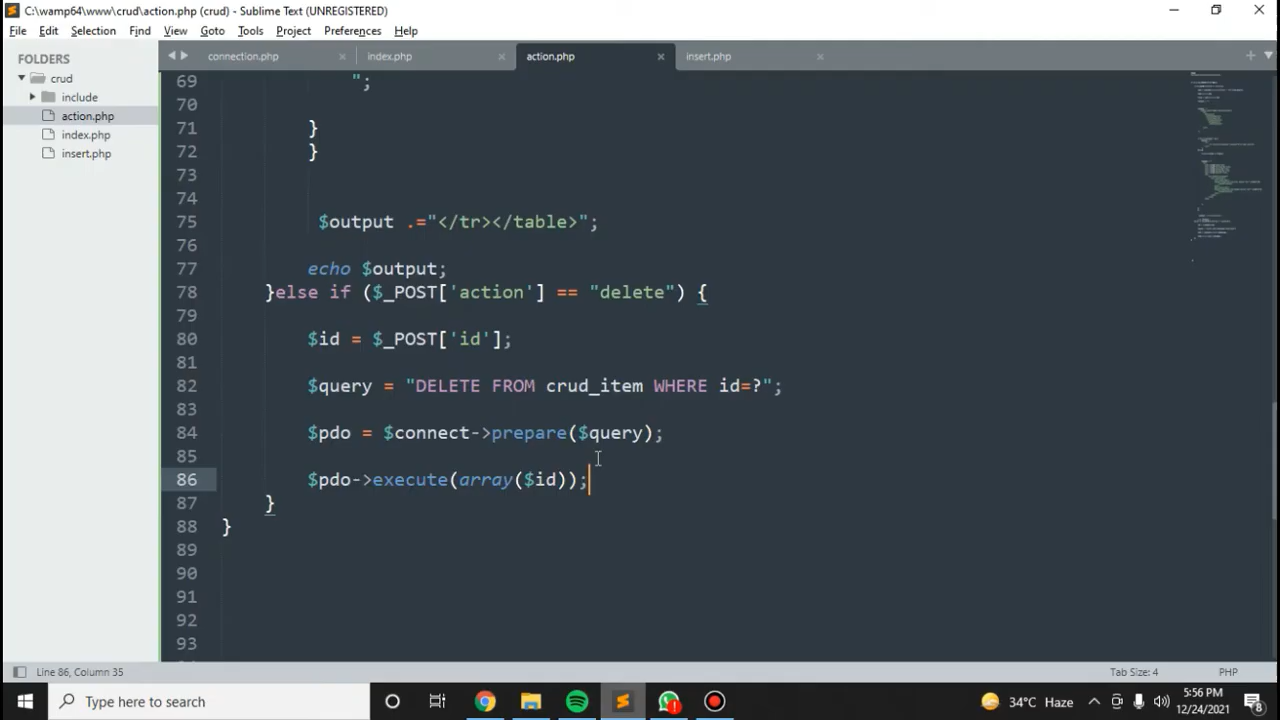 C:\wamp64\www\crud\action.php (crud) - Sublime Text (UNREGISTERED)
File Edit Selection Find View Goto Tools Project Preferences Help
FOLDERS
crud
include
action.php
index.php
insert.php
connection.php index.php action.php insert.php
69 ";
70
71 }
72 }
73
74
75 $output .="</tr></table>";
76
77 echo $output;
78 }else if ($_POST['action'] == "delete") {
79
80 $id = $_POST['id'];
81
82 $query = "DELETE FROM crud_item WHERE id=?";
83
84 $pdo = $connect->prepare($query);
85
86 $pdo->execute(array($id));
87 }
88 }
89
90
91
92
93
Line 86, Column 35 Tab Size: 4 PHP
Type here to search 34°C Haze 5:56 PM
12/24/2021 8